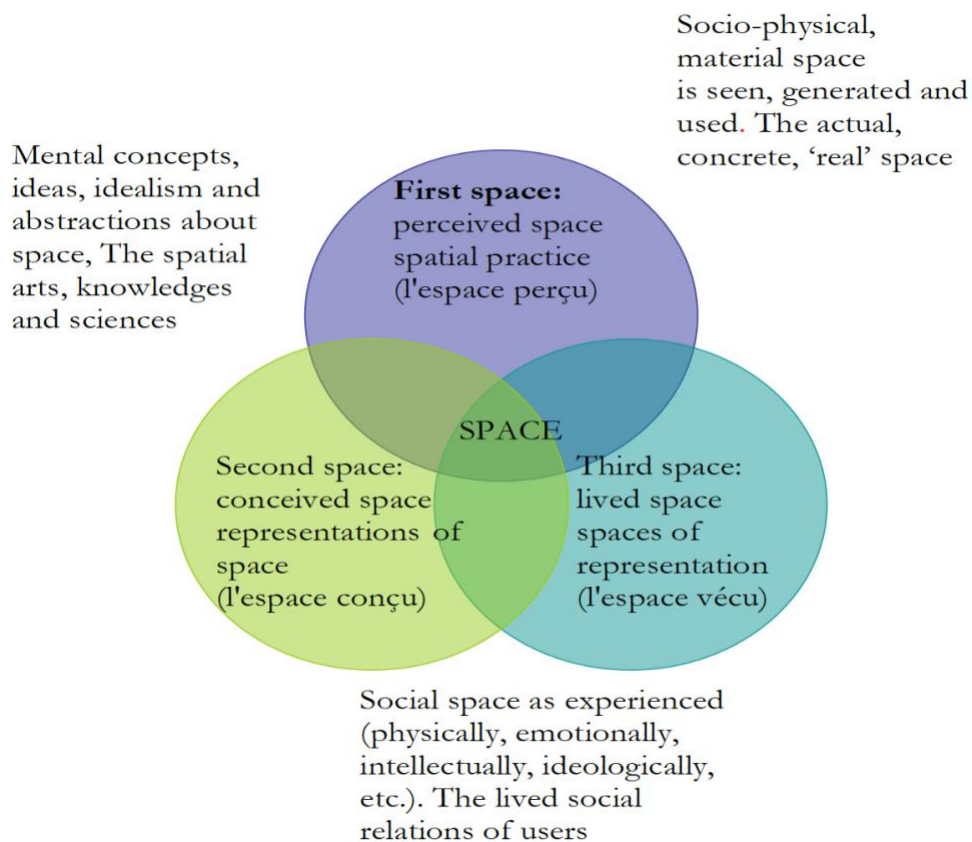 Socio-physical,
material space
is seen, generated and
used. The actual,
concrete, ‘real’ space
Mental concepts,
ideas, idealism and
abstractions about
space, The spatial
arts, knowledges
and sciences
First space:
perceived space
spatial practice
(l'espace perçu)
SPACE
Second space:
conceived space
representations of
space
(l'espace conçu)
Third space:
lived space
spaces of
representation
(l'espace vécu)
Social space as experienced
(physically, emotionally,
intellectually, ideologically,
etc.). The lived social
relations of users